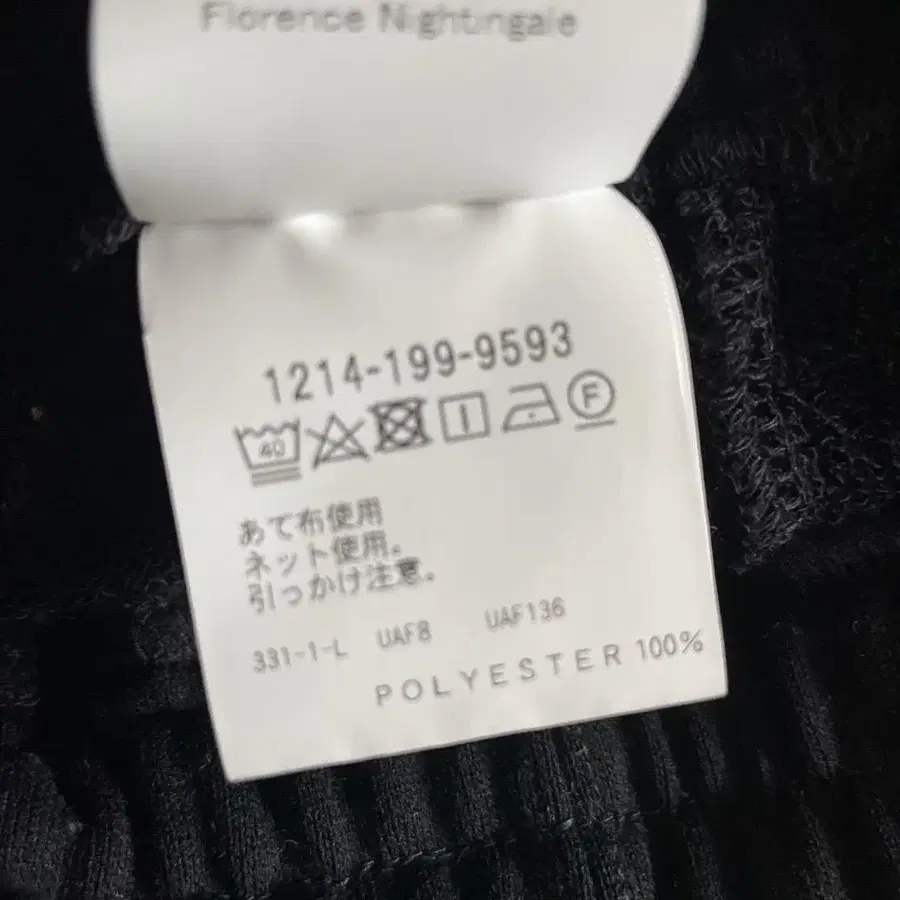 Florence Nightingale
1214-199-9593
40 F
あて布使用
ネット使用。
引っかけ注意。
331-1-L UAF8 UAF136
POLYESTER 100%